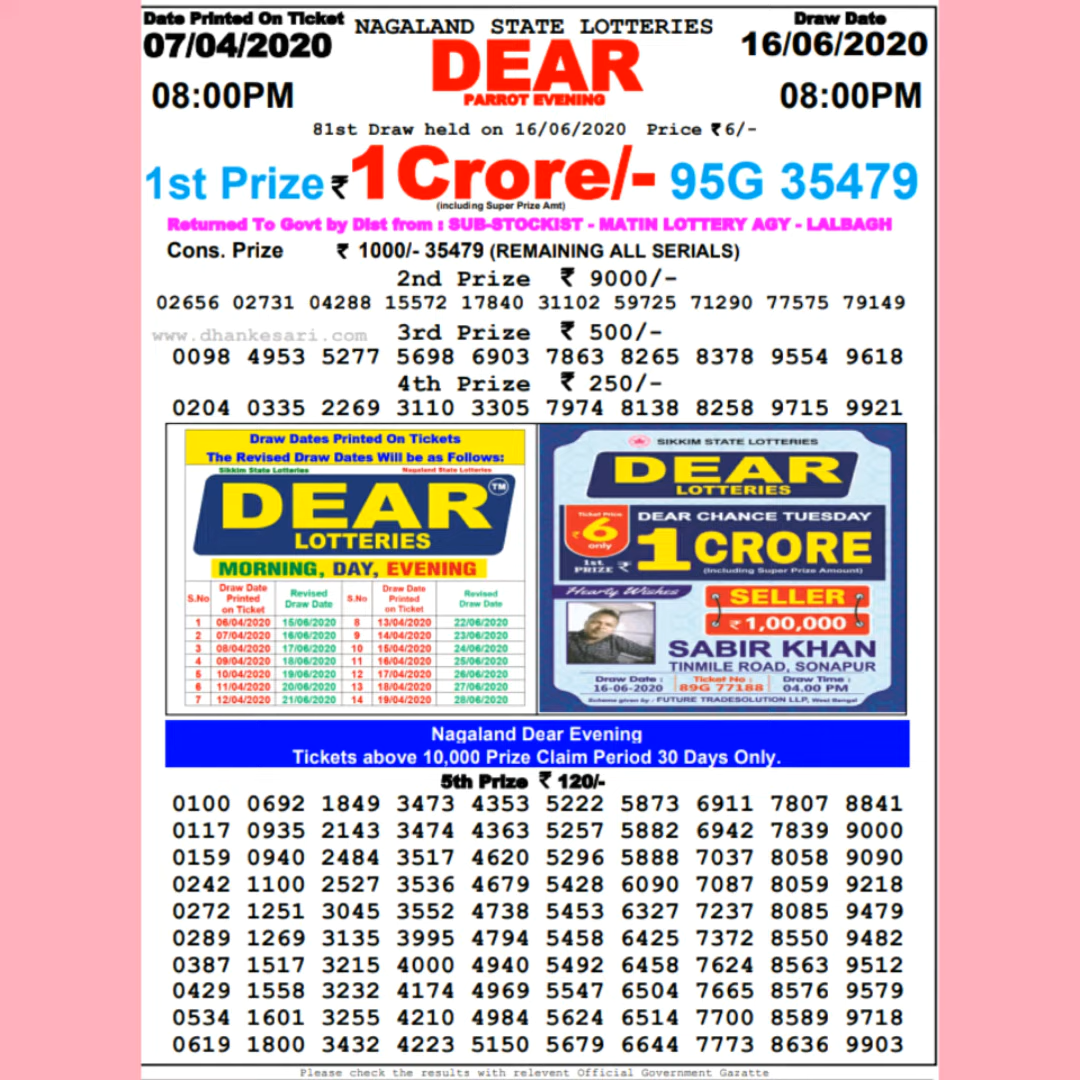 Date Printed On Ticket
07/04/2020
08:00PM
NAGALAND STATE LOTTERIES
DEAR
PARROT EVENING
Draw Date
16/06/2020
08:00PM
81st Draw held on 16/06/2020 Price ₹6/-
1st Prize ₹1Crore/- 95G 35479
(including Super Prize Amt)
Returned To Govt by Dist from : SUB-STOCKIST - MATIN LOTTERY AGY - LALBAGH
Cons. Prize ₹ 1000/- 35479 (REMAINING ALL SERIALS)
2nd Prize ₹ 9000/-
02656 02731 04288 15572 17840 31102 59725 71290 77575 79149
www.dhankesari.com
3rd Prize ₹ 500/-
0098 4953 5277 5698 6903 7863 8265 8378 9554 9618
4th Prize ₹ 250/-
0204 0335 2269 3110 3305 7974 8138 8258 9715 9921
Draw Dates Printed On Tickets
The Revised Draw Dates Will be as Follows:
Sikkim State Lotteries Nagaland State Lotteries
DEAR TM
LOTTERIES
MORNING, DAY, EVENING
S.No Draw Date Printed on Ticket Revised Draw Date S.No Draw Date Printed on Ticket Revised Draw Date
1 06/04/2020 15/06/2020 8 13/04/2020 22/06/2020
2 07/04/2020 16/06/2020 9 14/04/2020 23/06/2020
3 08/04/2020 17/06/2020 10 15/04/2020 24/06/2020
4 09/04/2020 18/06/2020 11 16/04/2020 25/06/2020
5 10/04/2020 19/06/2020 12 17/04/2020 26/06/2020
6 11/04/2020 20/06/2020 13 18/04/2020 27/06/2020
7 12/04/2020 21/06/2020 14 19/04/2020 28/06/2020
SIKKIM STATE LOTTERIES
DEAR
LOTTERIES
Ticket Price
₹6
only
DEAR CHANCE TUESDAY
1st PRIZE ₹ 1 CRORE
(Including Super Prize Amount)
Hearty Wishes
SELLER
₹1,00,000
SABIR KHAN
TINMILE ROAD, SONAPUR
Draw Date : Ticket No : Draw Time :
16-06-2020 89G 77188 04.00 PM
Scheme given by : FUTURE TRADESOLUTION LLP, West Bengal
Nagaland Dear Evening
Tickets above 10,000 Prize Claim Period 30 Days Only.
5th Prize ₹ 120/-
0100 0692 1849 3473 4353 5222 5873 6911 7807 8841
0117 0935 2143 3474 4363 5257 5882 6942 7839 9000
0159 0940 2484 3517 4620 5296 5888 7037 8058 9090
0242 1100 2527 3536 4679 5428 6090 7087 8059 9218
0272 1251 3045 3552 4738 5453 6327 7237 8085 9479
0289 1269 3135 3995 4794 5458 6425 7372 8550 9482
0387 1517 3215 4000 4940 5492 6458 7624 8563 9512
0429 1558 3232 4174 4969 5547 6504 7665 8576 9579
0534 1601 3255 4210 4984 5624 6514 7700 8589 9718
0619 1800 3432 4223 5150 5679 6644 7773 8636 9903
Please check the results with relevent Official Government Gazatte